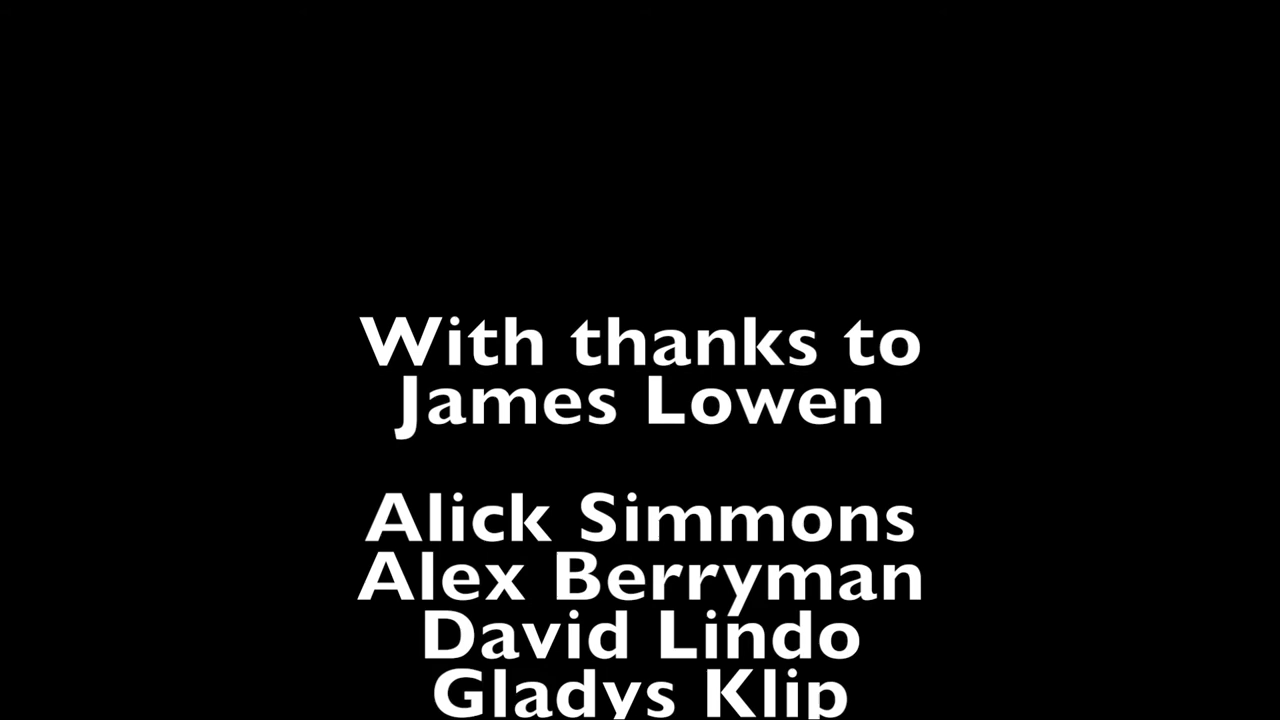 With thanks to
James Lowen
Alick Simmons
Alex Berryman
David Lindo
Gladys Klip